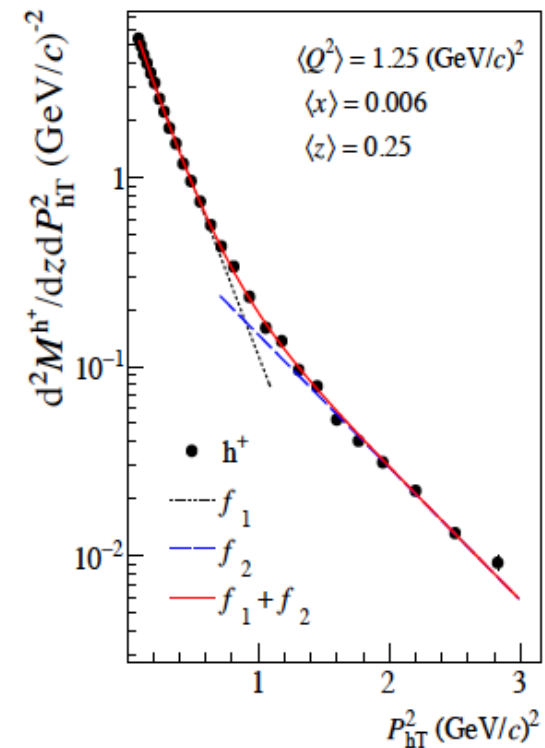 d²M^h⁺/dzdP²_hT (GeV/c)⁻²
⟨Q²⟩ = 1.25 (GeV/c)²
⟨x⟩ = 0.006
⟨z⟩ = 0.25
1
10⁻¹
10⁻²
h⁺
f₁
f₂
f₁ + f₂
1 2 3
P²_hT (GeV/c)²